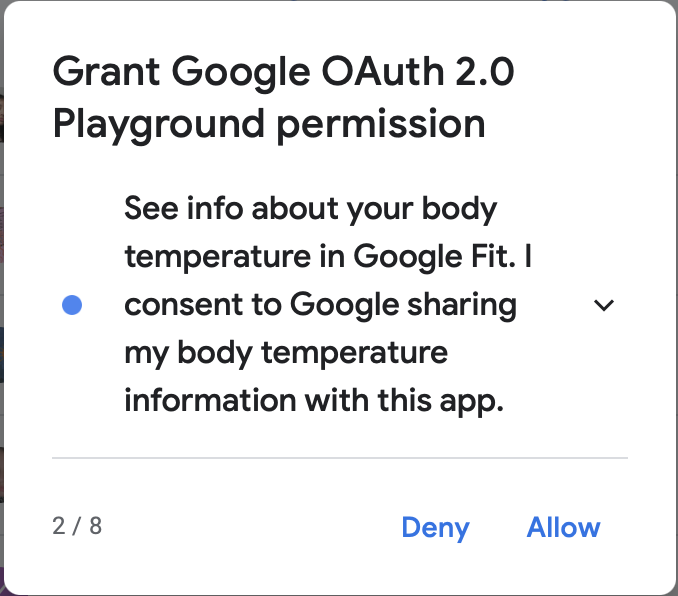 Grant Google OAuth 2.0
Playground permission
See info about your body
temperature in Google Fit. I
consent to Google sharing
my body temperature
information with this app.
2 / 8
Deny
Allow